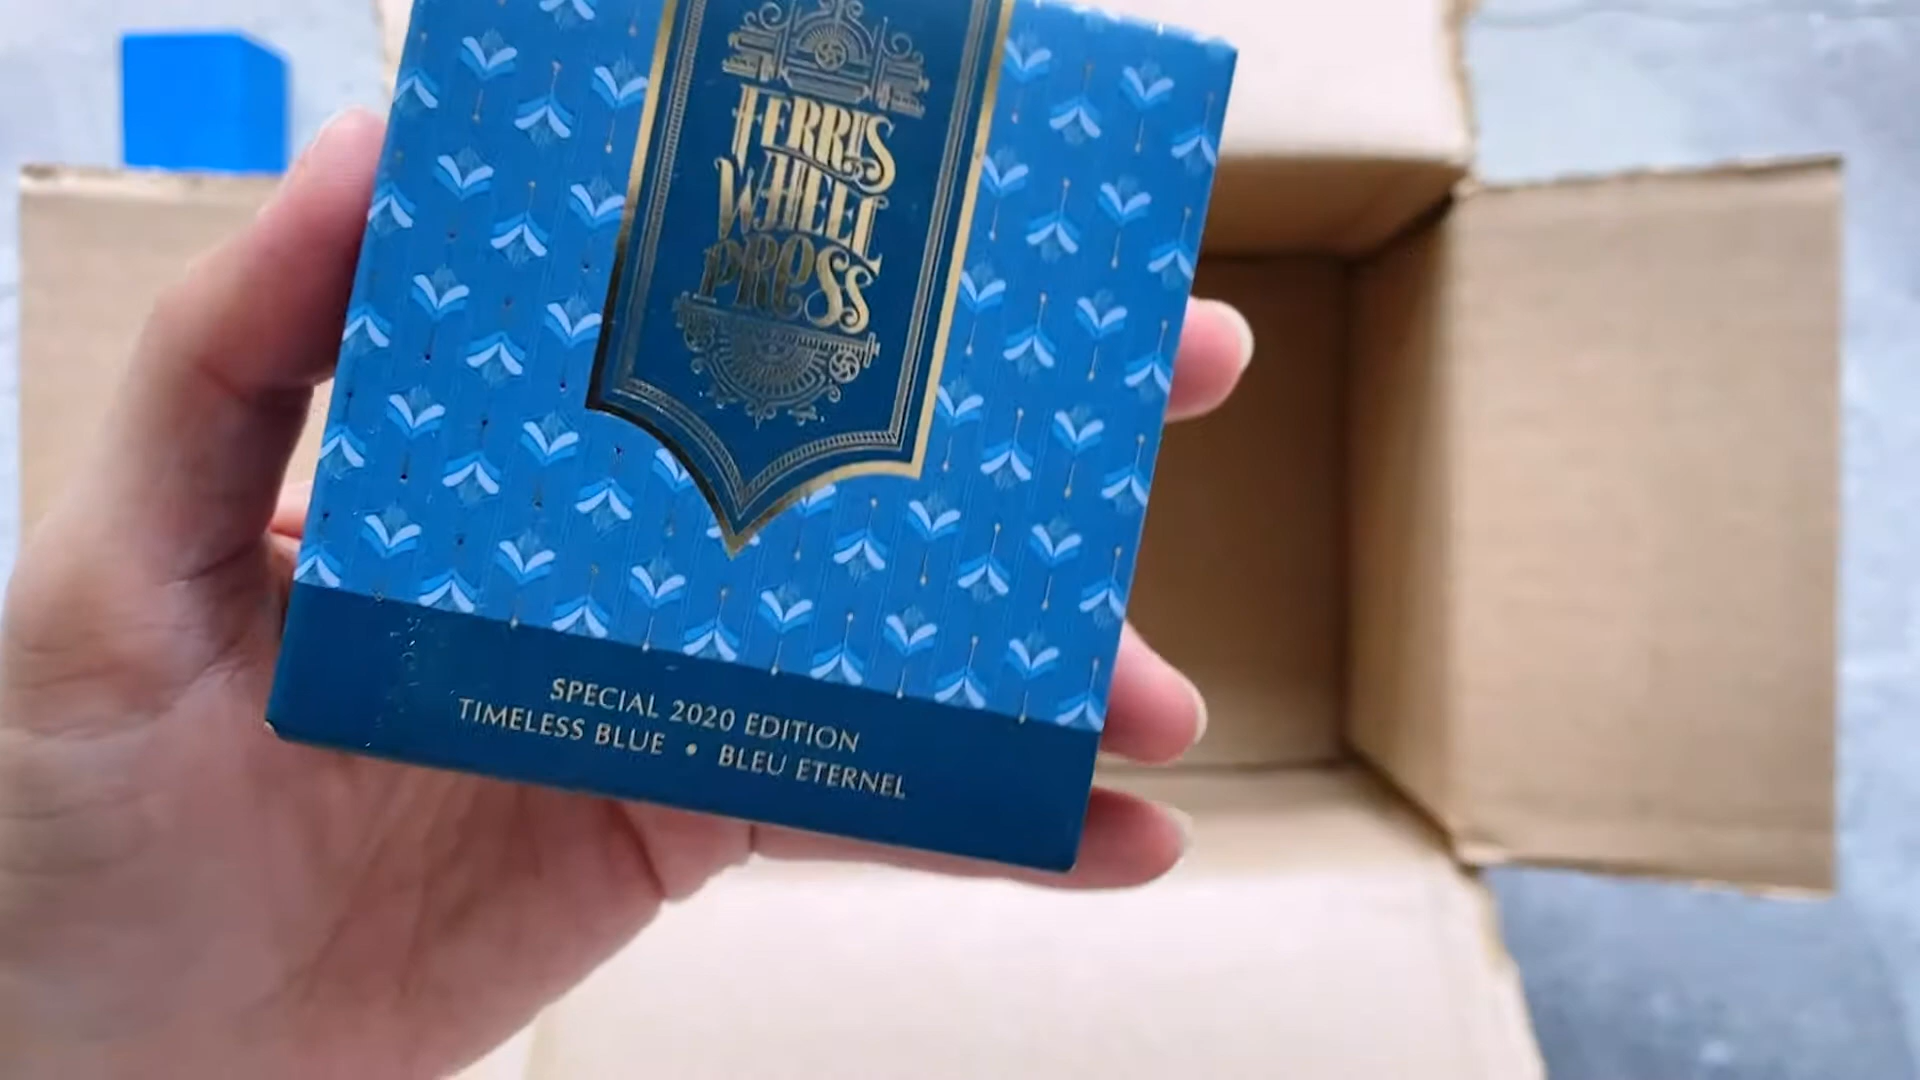 FERRIS
WHEEL
PRESS
SPECIAL 2020 EDITION
TIMELESS BLUE • BLEU ETERNEL